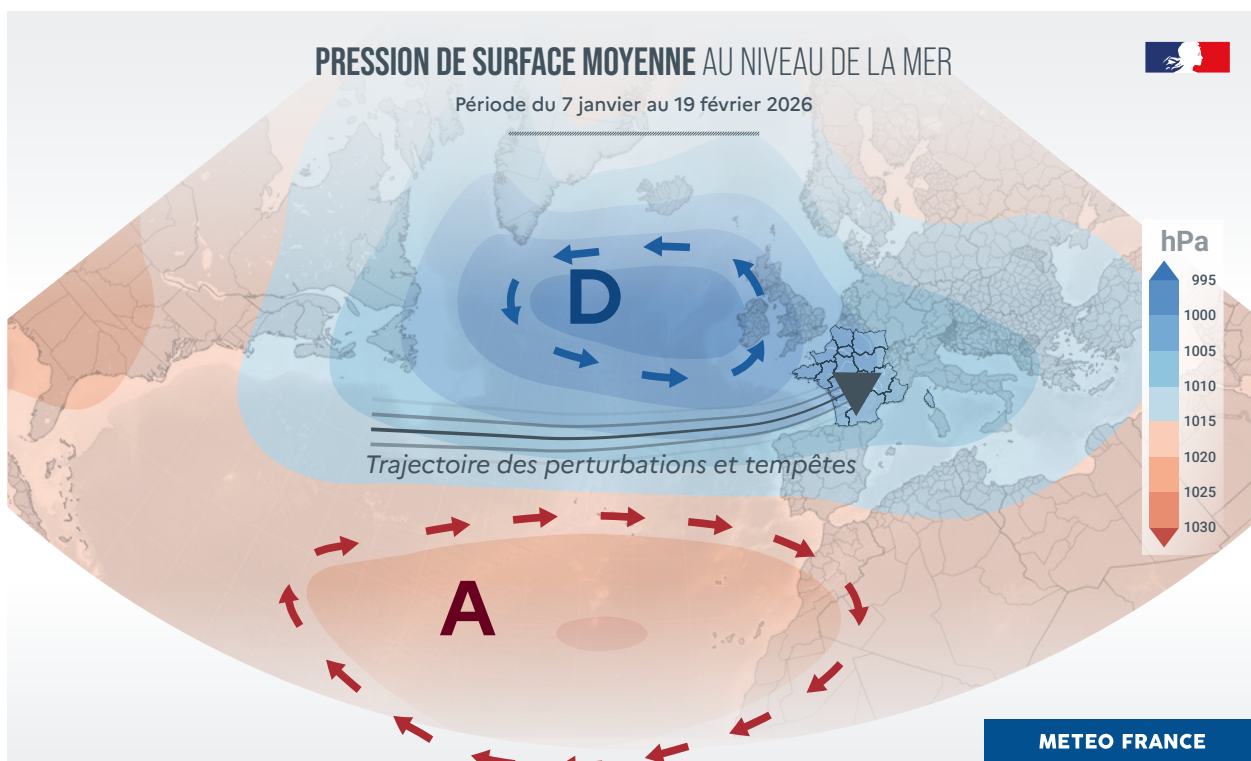 PRESSION DE SURFACE MOYENNE AU NIVEAU DE LA MER
Période du 7 janvier au 19 février 2026
hPa
995
1000
1005
1010
1015
1020
1025
1030
D
Trajectoire des perturbations et tempêtes
A
METEO FRANCE